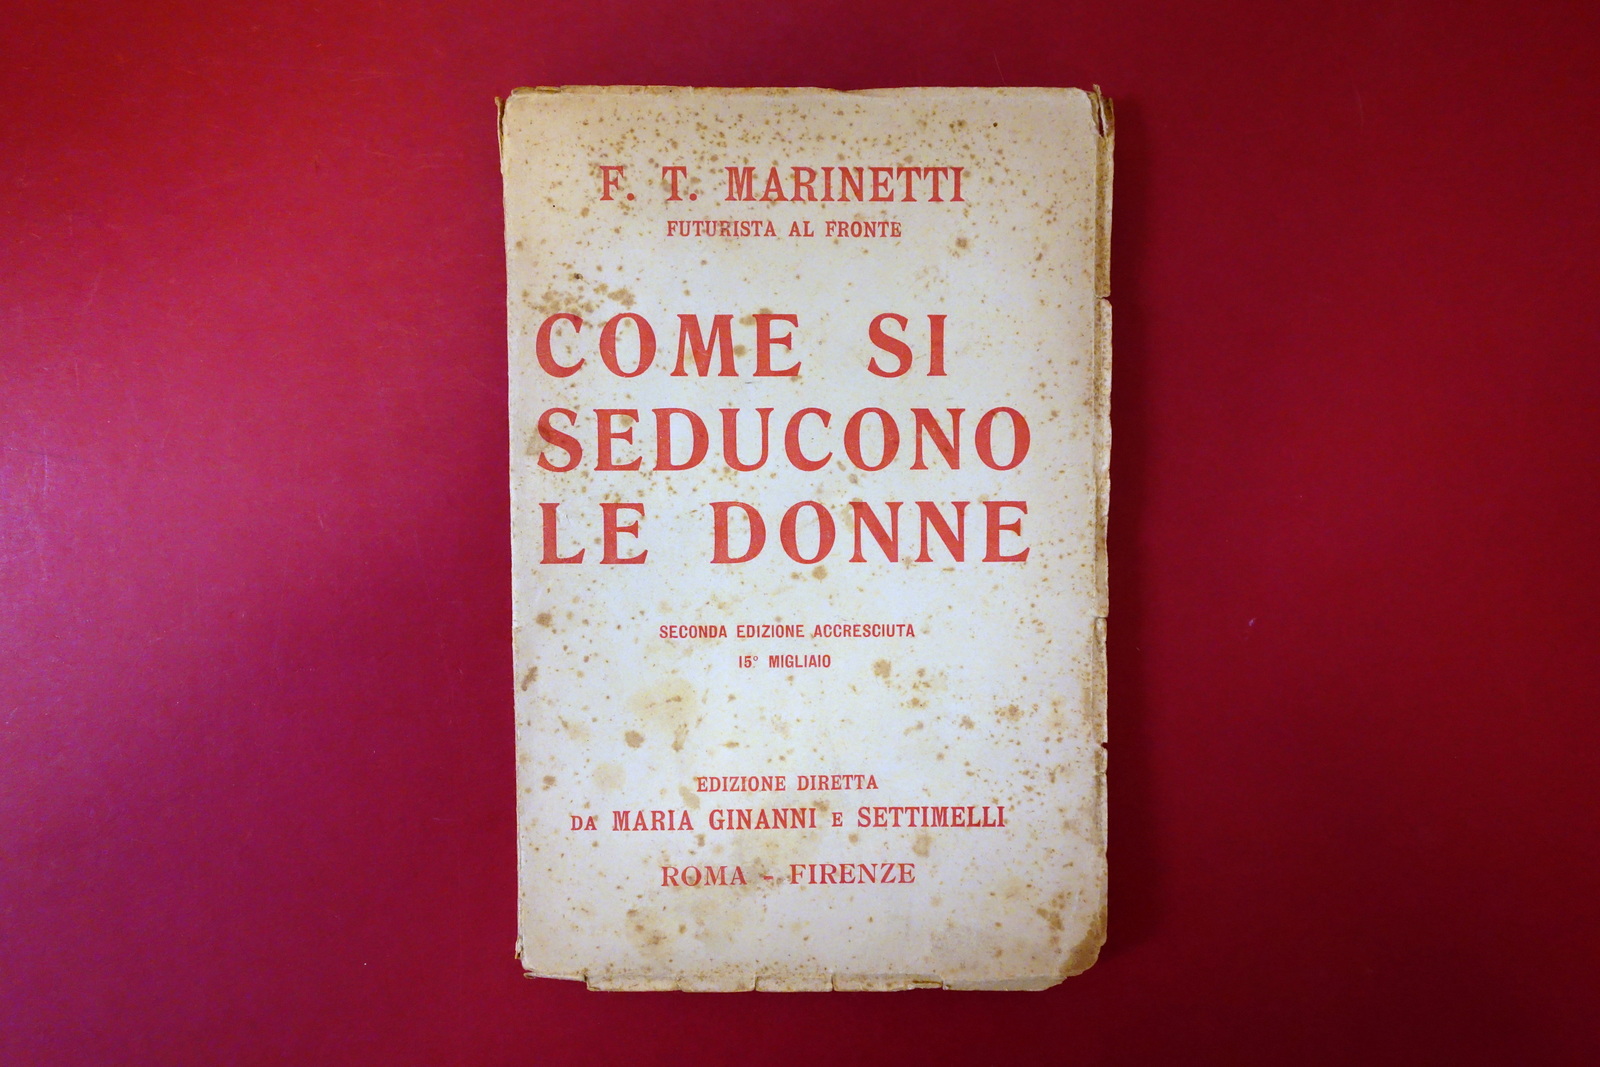 F. T. MARINETTI
FUTURISTA AL FRONTE
COME SI
SEDUCONO
LE DONNE
SECONDA EDIZIONE ACCRESCIUTA
15° MIGLIAIO
EDIZIONE DIRETTA
DA MARIA GINANNI E SETTIMELLI
ROMA - FIRENZE